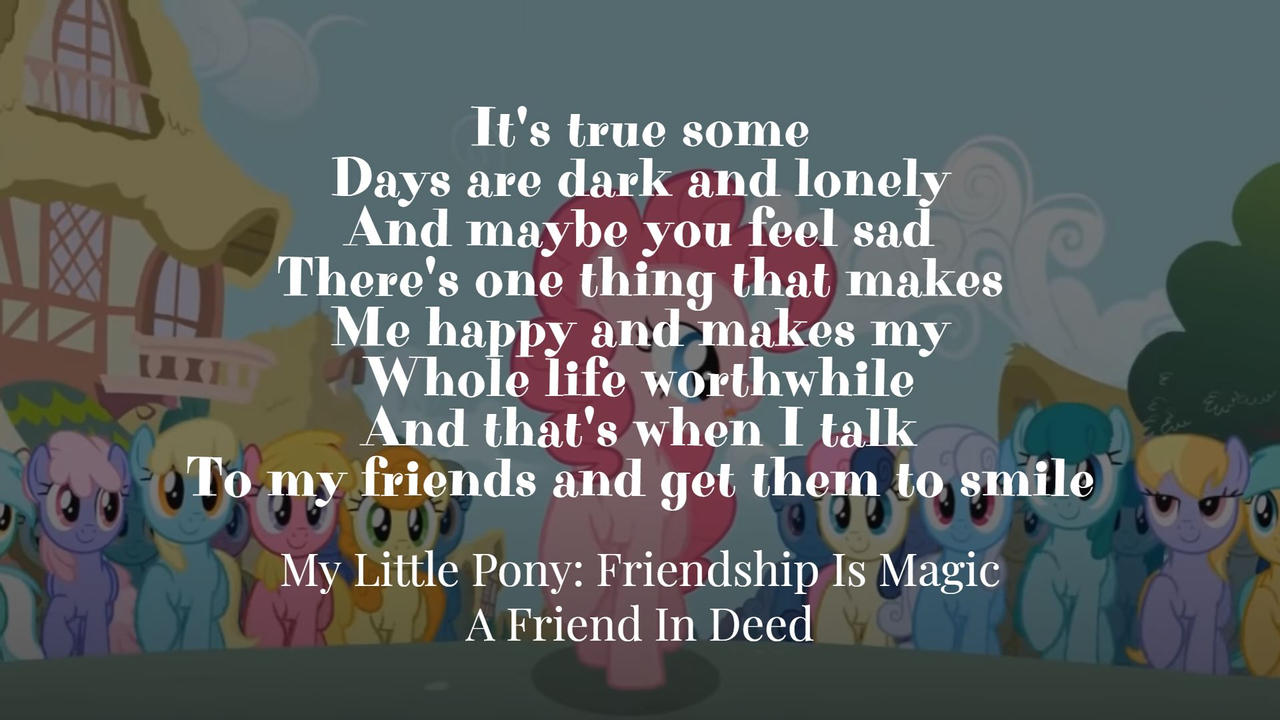 It's true some
Days are dark and lonely
And maybe you feel sad
There's one thing that makes
Me happy and makes my
Whole life worthwhile
And that's when I talk
To my friends and get them to smile
My Little Pony: Friendship Is Magic
A Friend In Deed